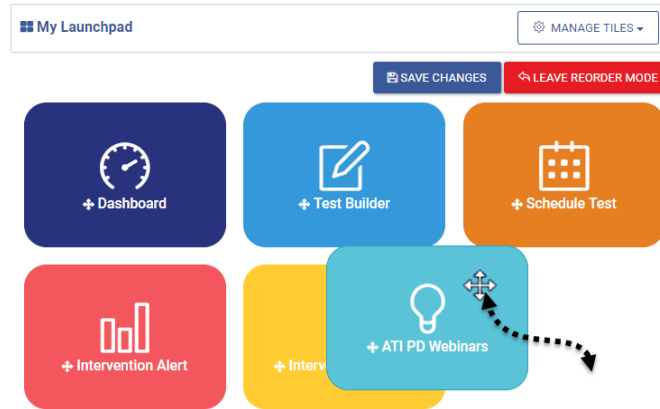 My Launchpad
MANAGE TILES
SAVE CHANGES
LEAVE REORDER MODE
Dashboard
Test Builder
Schedule Test
Intervention Alert
Interv
ATI PD Webinars